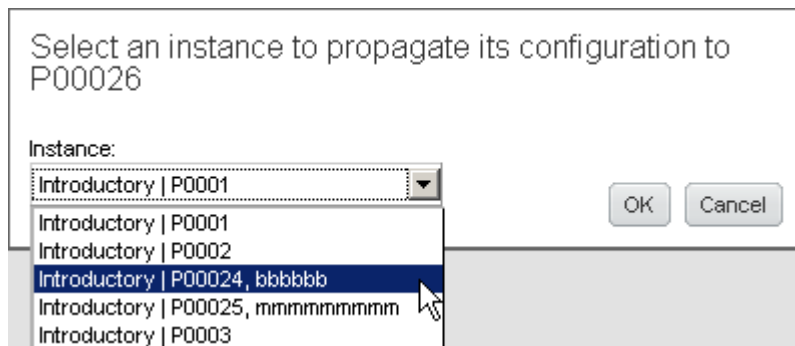 Select an instance to propagate its configuration to
P00026
Instance:
Introductory | P0001
OK Cancel
Introductory | P0001
Introductory | P0002
Introductory | P00024, bbbbbb
Introductory | P00025, mmmmmmmmm
Introductory | P0003